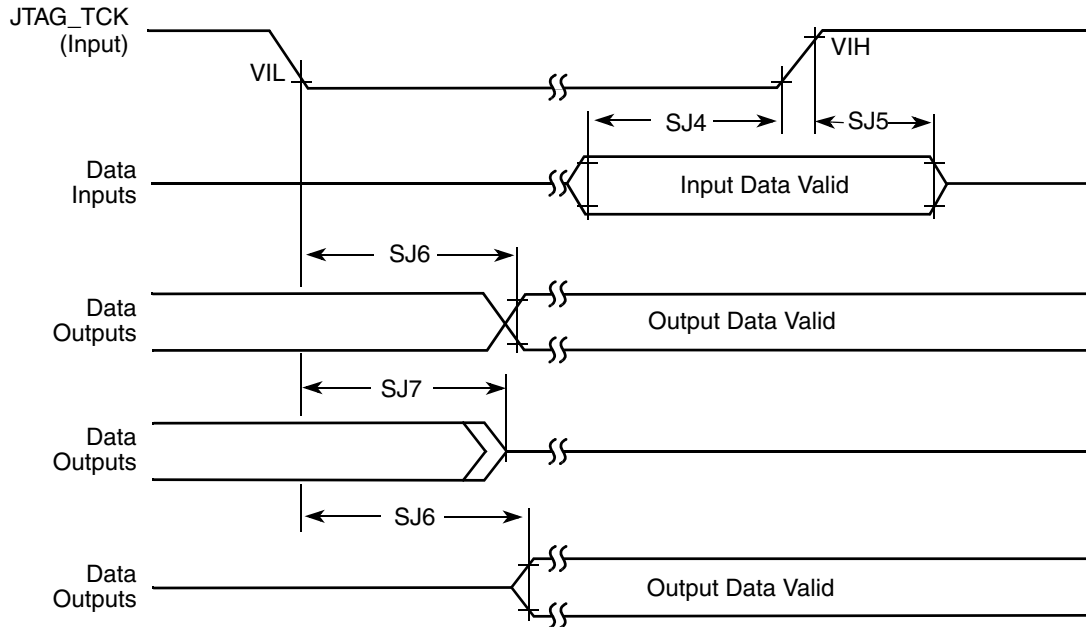 JTAG_TCK
(Input)
VIL
VIH
SJ4
SJ5
Data
Inputs
Input Data Valid
SJ6
Data
Outputs
Output Data Valid
SJ7
Data
Outputs
SJ6
Data
Outputs
Output Data Valid